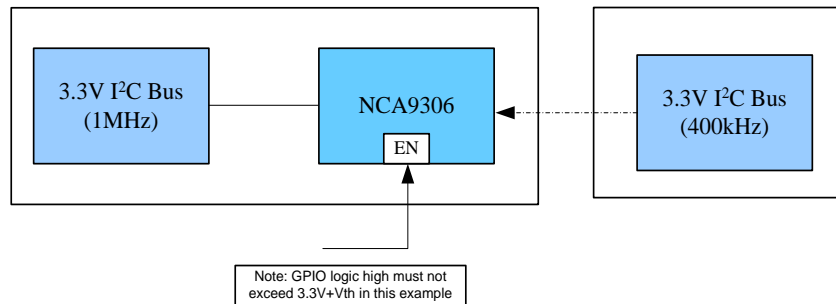 3.3V I²C Bus
(1MHz)
NCA9306
EN
3.3V I²C Bus
(400kHz)
Note: GPIO logic high must not
exceed 3.3V+Vth in this example